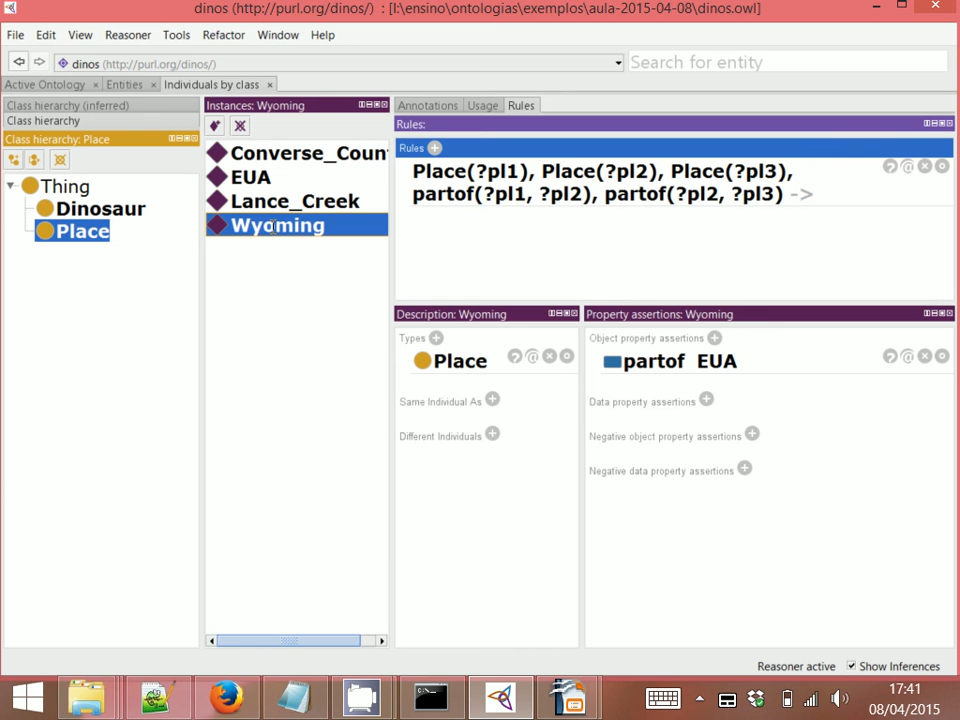 dinos (http://purl.org/dinos/) : [I:\ensino\ontologias\exemplos\aula-2015-04-08\dinos.owl]
File Edit View Reasoner Tools Refactor Window Help
dinos (http://purl.org/dinos/)
Search for entity
Active Ontology × Entities × Individuals by class ×
Class hierarchy (inferred)
Class hierarchy
Class hierarchy: Place
Thing
Dinosaur
Place
Instances: Wyoming
Converse_Coun
EUA
Lance_Creek
Wyoming
Annotations Usage Rules
Rules:
Rules
Place(?pl1), Place(?pl2), Place(?pl3),
partof(?pl1, ?pl2), partof(?pl2, ?pl3) ->
Description: Wyoming
Types
Place
Same Individual As
Different Individuals
Property assertions: Wyoming
Object property assertions
partof EUA
Data property assertions
Negative object property assertions
Negative data property assertions
Reasoner active Show Inferences
17:41
08/04/2015